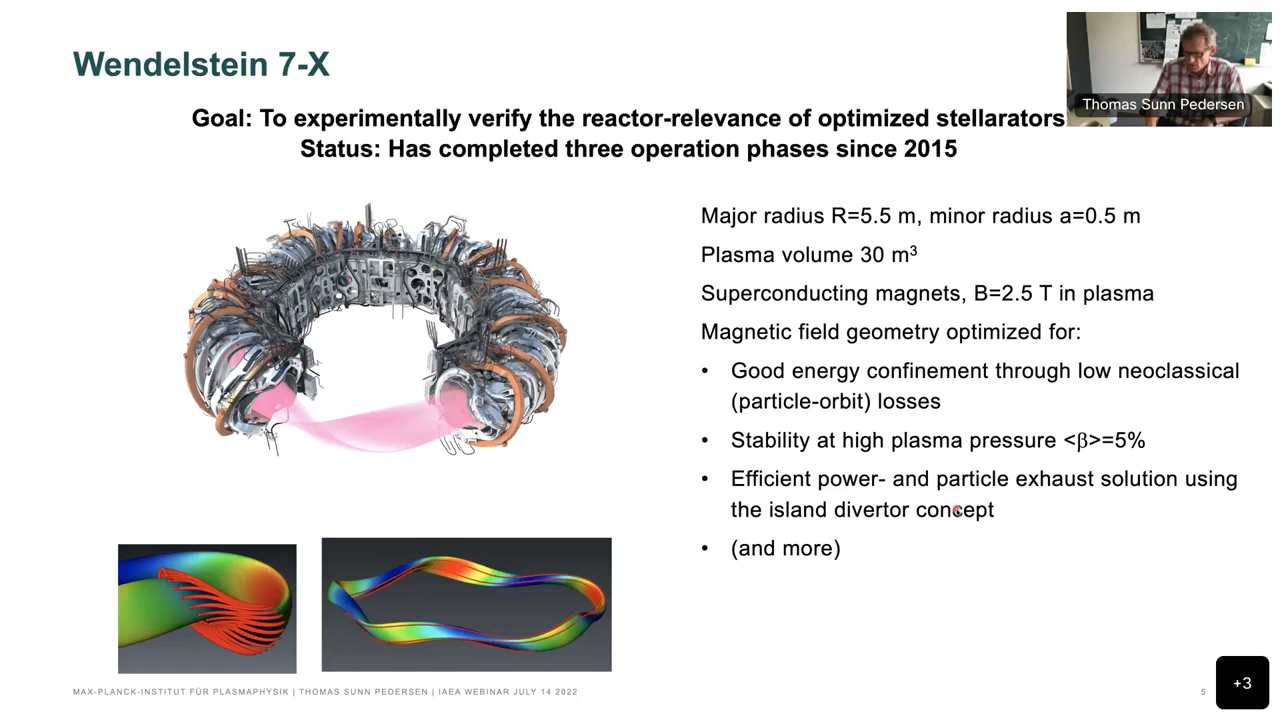 Wendelstein 7-X
Thomas Sunn Pedersen
Goal: To experimentally verify the reactor-relevance of optimized stellarators
Status: Has completed three operation phases since 2015
Major radius R=5.5 m, minor radius a=0.5 m
Plasma volume 30 m³
Superconducting magnets, B=2.5 T in plasma
Magnetic field geometry optimized for:
• Good energy confinement through low neoclassical
(particle-orbit) losses
• Stability at high plasma pressure <β>=5%
• Efficient power- and particle exhaust solution using
the island divertor concept
• (and more)
MAX-PLANCK-INSTITUT FÜR PLASMAPHYSIK | THOMAS SUNN PEDERSEN | IAEA WEBINAR JULY 14 2022
5
+3